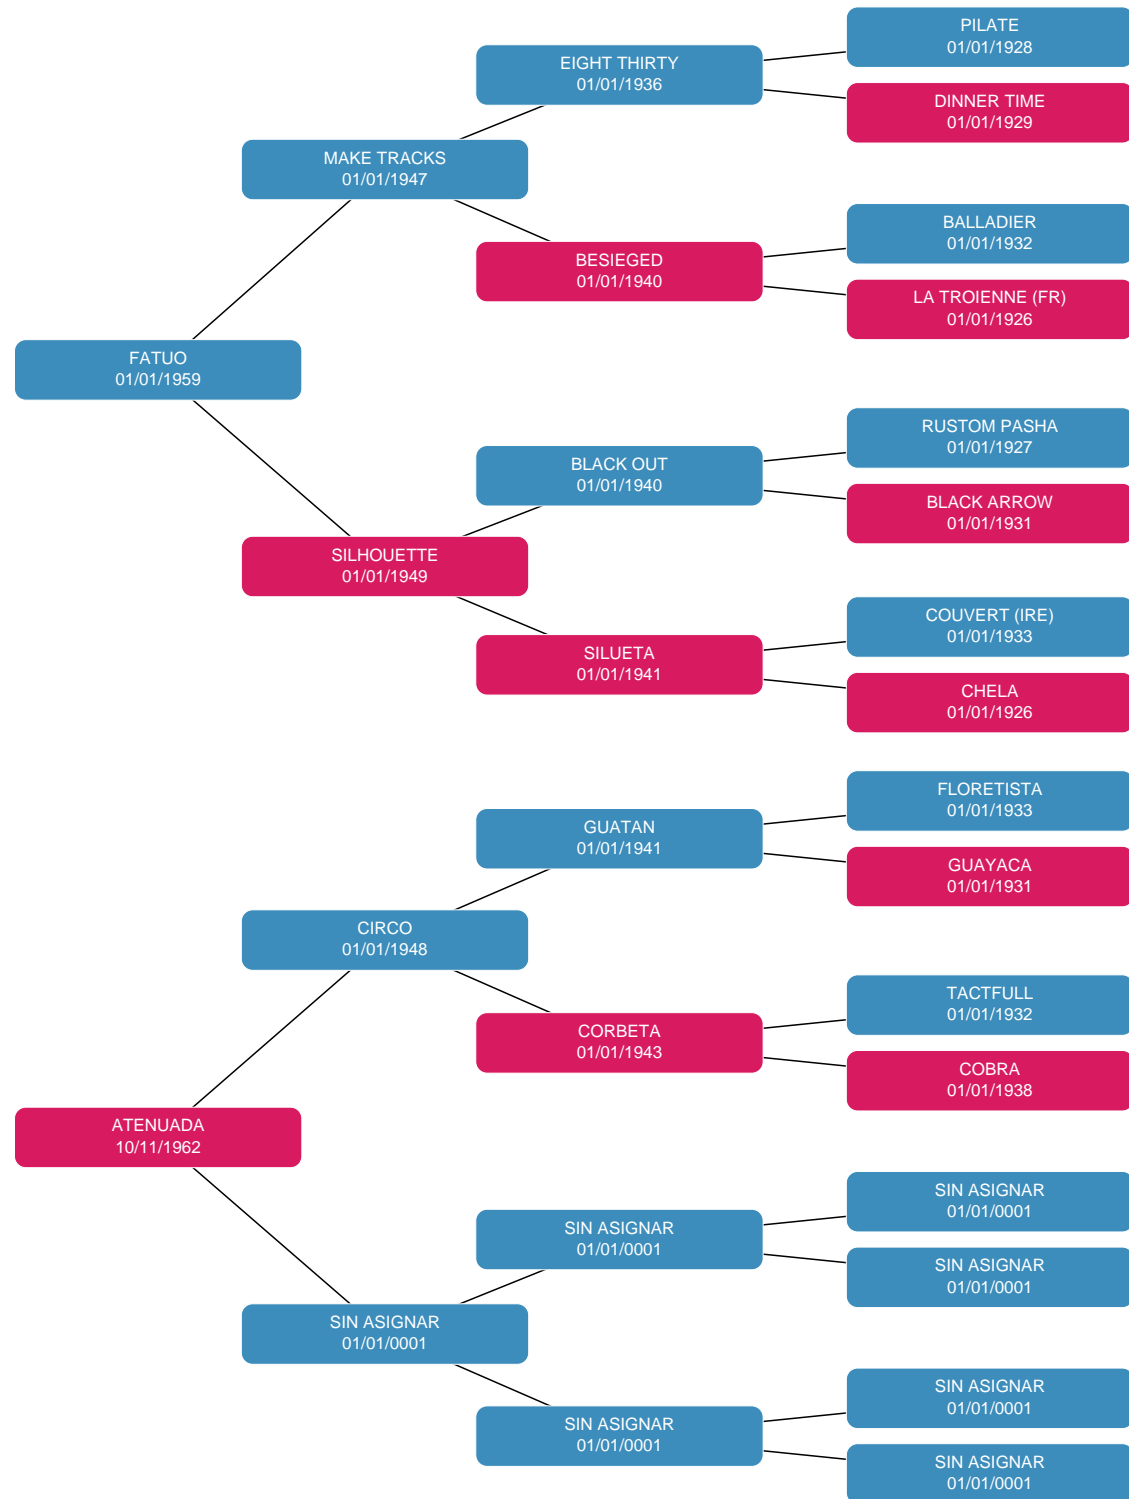 PILATE
01/01/1928
EIGHT THIRTY
01/01/1936
DINNER TIME
01/01/1929
MAKE TRACKS
01/01/1947
BALLADIER
01/01/1932
BESIEGED
01/01/1940
LA TROIENNE (FR)
01/01/1926
FATUO
01/01/1959
RUSTOM PASHA
01/01/1927
BLACK OUT
01/01/1940
BLACK ARROW
01/01/1931
SILHOUETTE
01/01/1949
COUVERT (IRE)
01/01/1933
SILUETA
01/01/1941
CHELA
01/01/1926
FLORETISTA
01/01/1933
GUATAN
01/01/1941
GUAYACA
01/01/1931
CIRCO
01/01/1948
TACTFULL
01/01/1932
CORBETA
01/01/1943
COBRA
01/01/1938
ATENUADA
10/11/1962
SIN ASIGNAR
01/01/0001
SIN ASIGNAR
01/01/0001
SIN ASIGNAR
01/01/0001
SIN ASIGNAR
01/01/0001
SIN ASIGNAR
01/01/0001
SIN ASIGNAR
01/01/0001
SIN ASIGNAR
01/01/0001